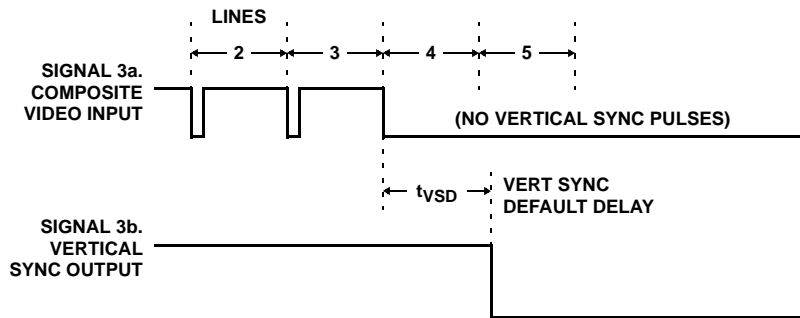 LINES
2 3 4 5
SIGNAL 3a.
COMPOSITE
VIDEO INPUT
(NO VERTICAL SYNC PULSES)
tVSD
VERT SYNC
DEFAULT DELAY
SIGNAL 3b.
VERTICAL
SYNC OUTPUT